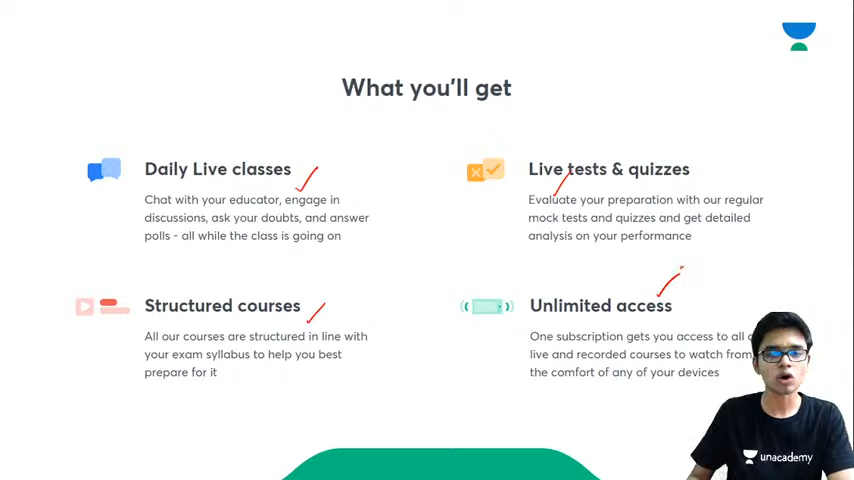 What you'll get
Daily Live classes
Chat with your educator, engage in
discussions, ask your doubts, and answer
polls - all while the class is going on
Live tests & quizzes
Evaluate your preparation with our regular
mock tests and quizzes and get detailed
analysis on your performance
Structured courses
All our courses are structured in line with
your exam syllabus to help you best
prepare for it
Unlimited access
One subscription gets you access to all
live and recorded courses to watch from
the comfort of any of your devices
unacademy